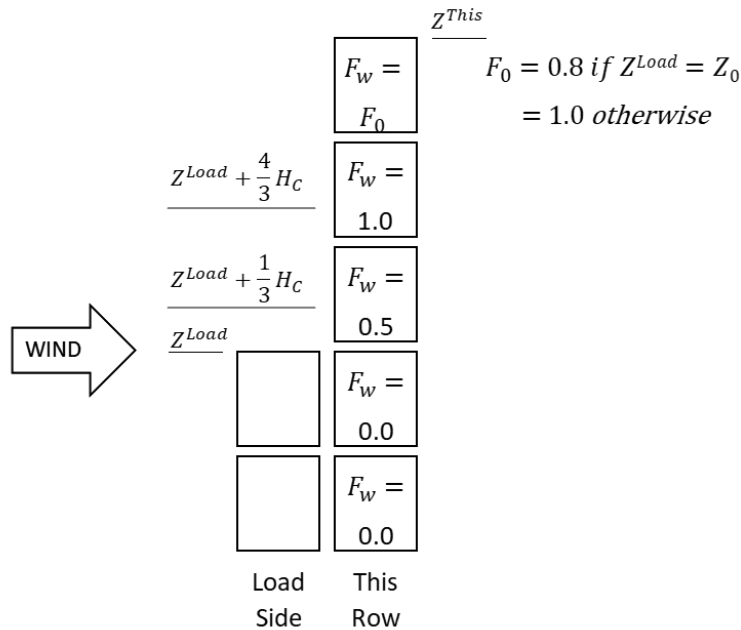 Z^{This}
F_w =
F_0
F_0 = 0.8 if Z^{Load} = Z_0
= 1.0 otherwise
Z^{Load} + \frac{4}{3} H_C
F_w =
1.0
Z^{Load} + \frac{1}{3} H_C
F_w =
0.5
Z^{Load}
WIND
F_w =
0.0
F_w =
0.0
Load
Side
This
Row